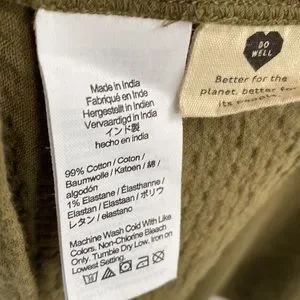 Made in India
Fabriqué en Inde
Hergestellt in Indien
Vervaardigd in India
インド製
hecho en India
99% Cotton / Coton /
Baumwolle / Katoen / 綿 /
algodón
1% Elastane / Élasthanne /
Elastan / Elastaan / ポリウ
レタン / elastano
Machine Wash Cold With Like
Colors. Non-Chlorine Bleach
Only. Tumble Dry Low. Iron on
Lowest Setting.
DO
WELL
Better for the
planet, better for
its people.